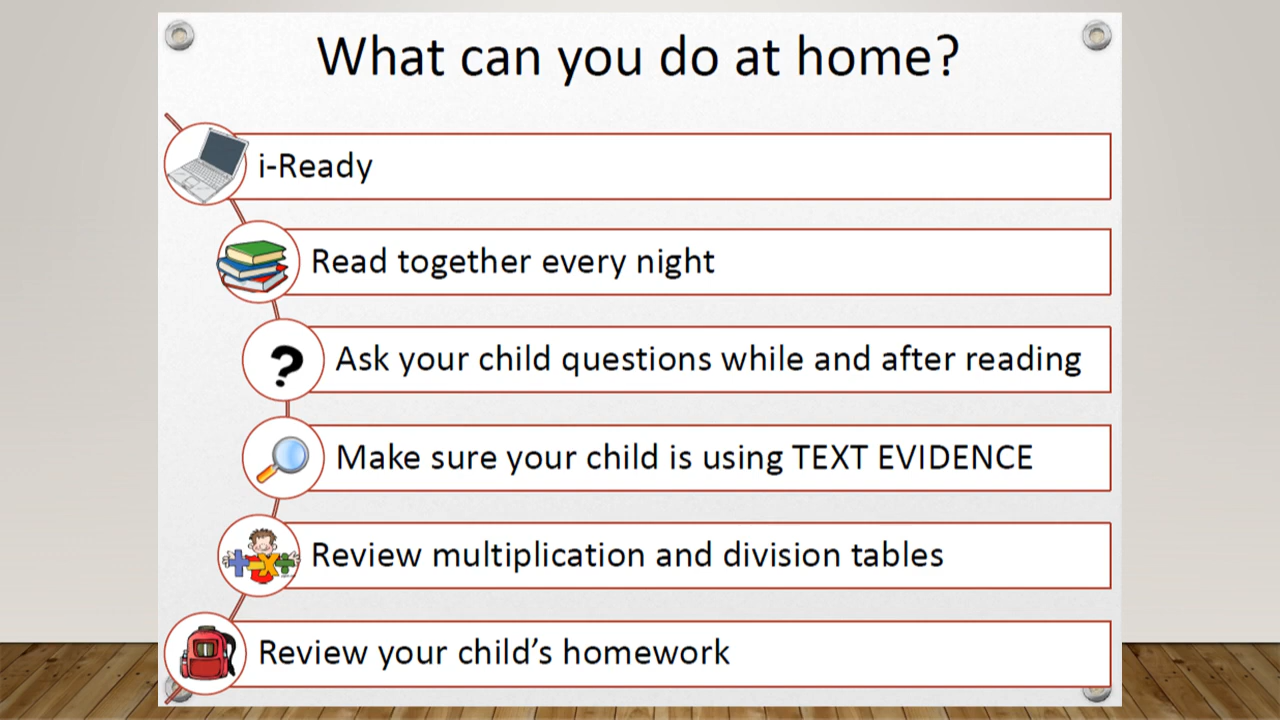 What can you do at home?
i-Ready
Read together every night
Ask your child questions while and after reading
Make sure your child is using TEXT EVIDENCE
Review multiplication and division tables
Review your child’s homework